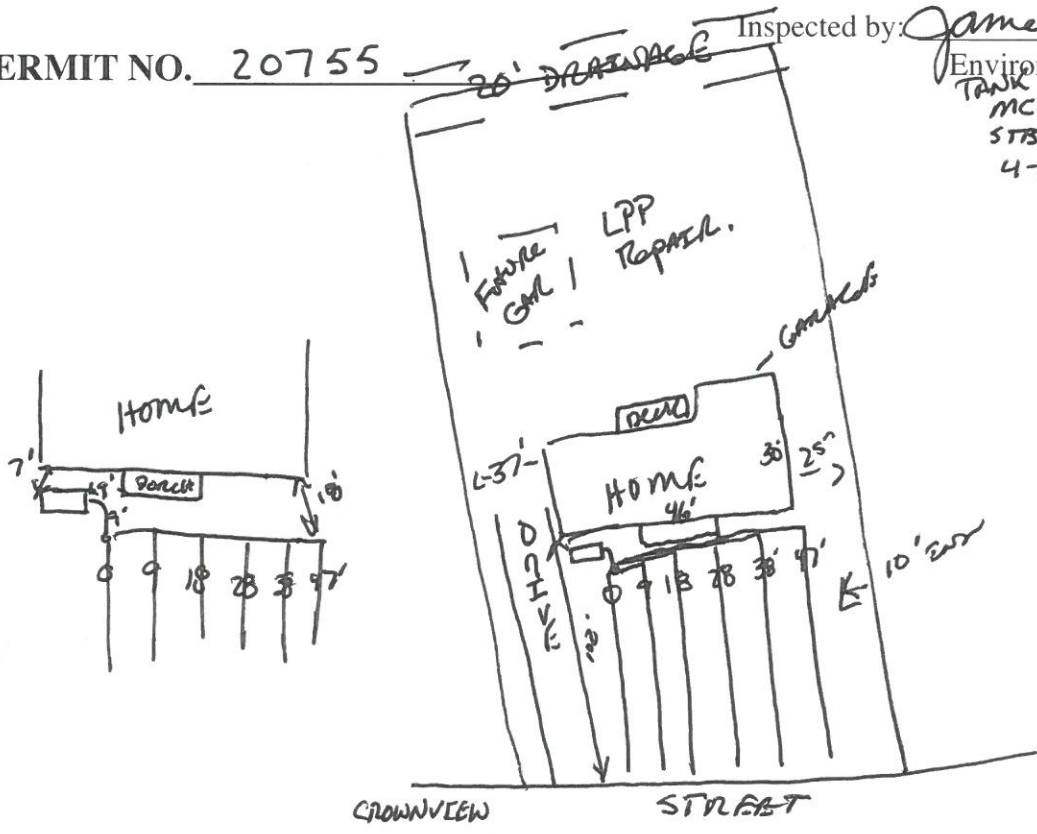 Inspected by: Jame
ERMIT NO. 20755
Enviro
TANK
MC
STB
4-
20' DRAINAGE
LPP
REPAIR.
FUTURE
GAR
GARAGE
DECK
HOME
7'
PORCH
19'
18'
9'
0 9 18 28 38 47'
-37'-
HOME
30'
25'
46'
DRIVE
0 9 18 28 38' 47'
10'
CROWNVIEW STREET